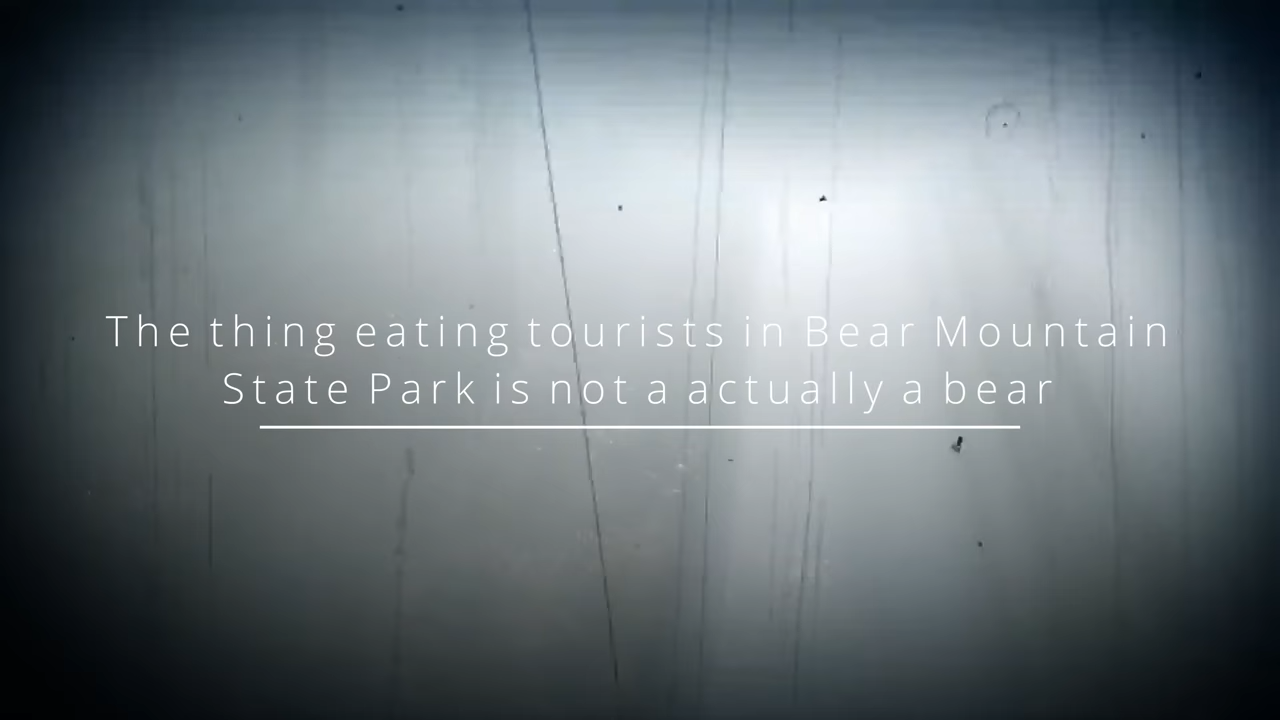 The thing eating tourists in Bear Mountain
State Park is not a actually a bear